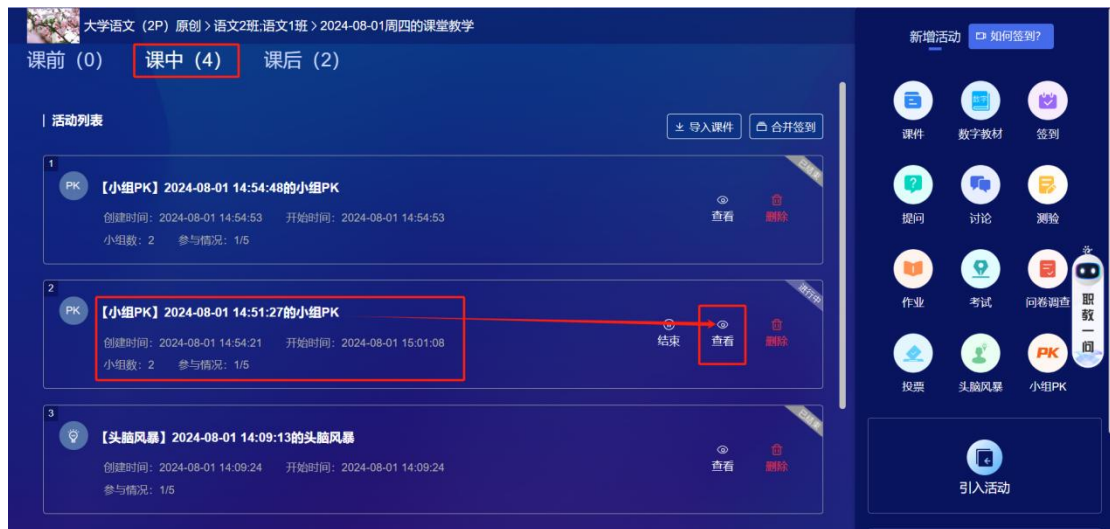 大学语文（2P）原创 > 语文2班;语文1班 > 2024-08-01周四的课堂教学
课前（0） 课中（4） 课后（2）
活动列表
导入课件 合并签到
1
已结束
PK 【小组PK】2024-08-01 14:54:48的小组PK
创建时间：2024-08-01 14:54:53 开始时间：2024-08-01 14:54:53
小组数：2 参与情况：1/5
查看 删除
2
进行中
PK 【小组PK】2024-08-01 14:51:27的小组PK
创建时间：2024-08-01 14:54:21 开始时间：2024-08-01 15:01:08
小组数：2 参与情况：1/5
结束 查看 删除
3
已结束
【头脑风暴】2024-08-01 14:09:13的头脑风暴
创建时间：2024-08-01 14:09:24 开始时间：2024-08-01 14:09:24
参与情况：1/5
查看 删除
新增活动 如何签到?
课件 数字教材 签到
提问 讨论 测验
作业 考试 问卷调查
投票 头脑风暴 小组PK
数字
PK
职教一问
引入活动